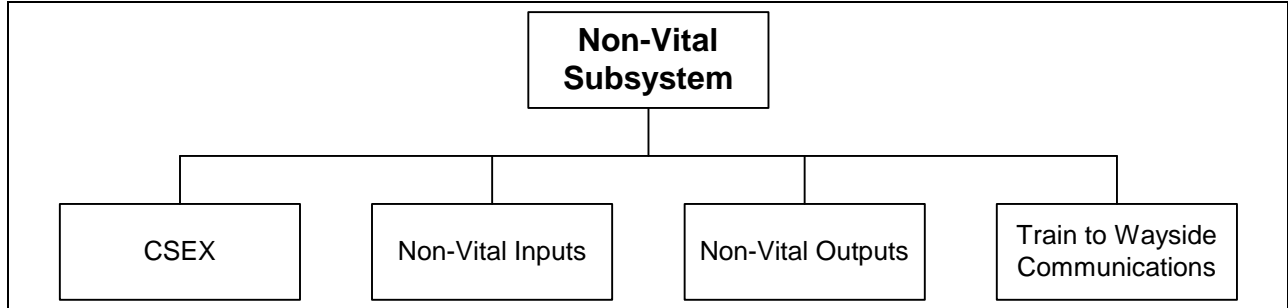 Non-Vital
Subsystem
CSEX
Non-Vital Inputs
Non-Vital Outputs
Train to Wayside
Communications